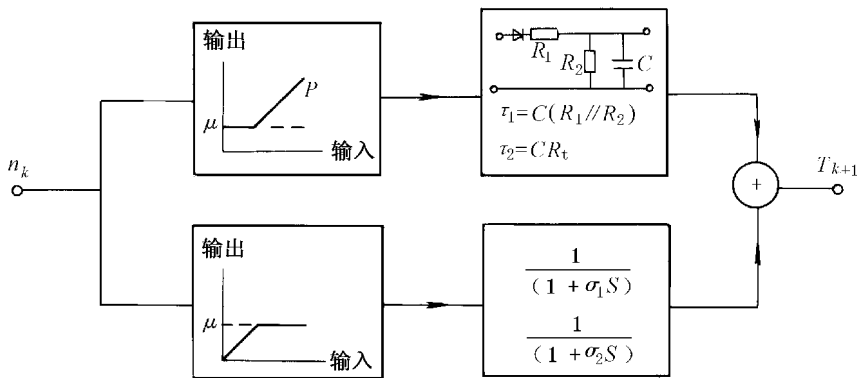 输出
P
μ
输入
R₁
R₂
C
τ₁=C(R₁//R₂)
τ₂=CRₜ
nₖ
+
Tₖ₊₁
输出
μ
输入
1
(1+σ₁S)
1
(1+σ₂S)